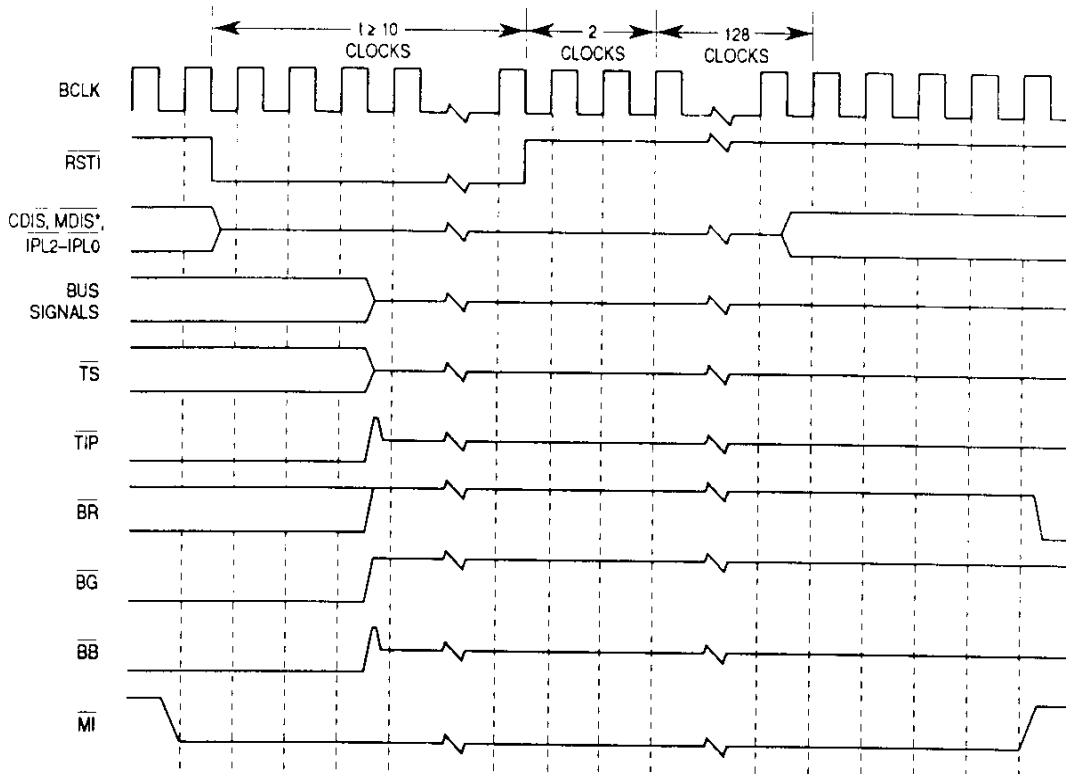 t ≥ 10
CLOCKS
2
CLOCKS
128
CLOCKS
BCLK
RSTI
CDIS, MDIS*,
IPL2–IPL0
BUS
SIGNALS
TS
TIP
BR
BG
BB
MI